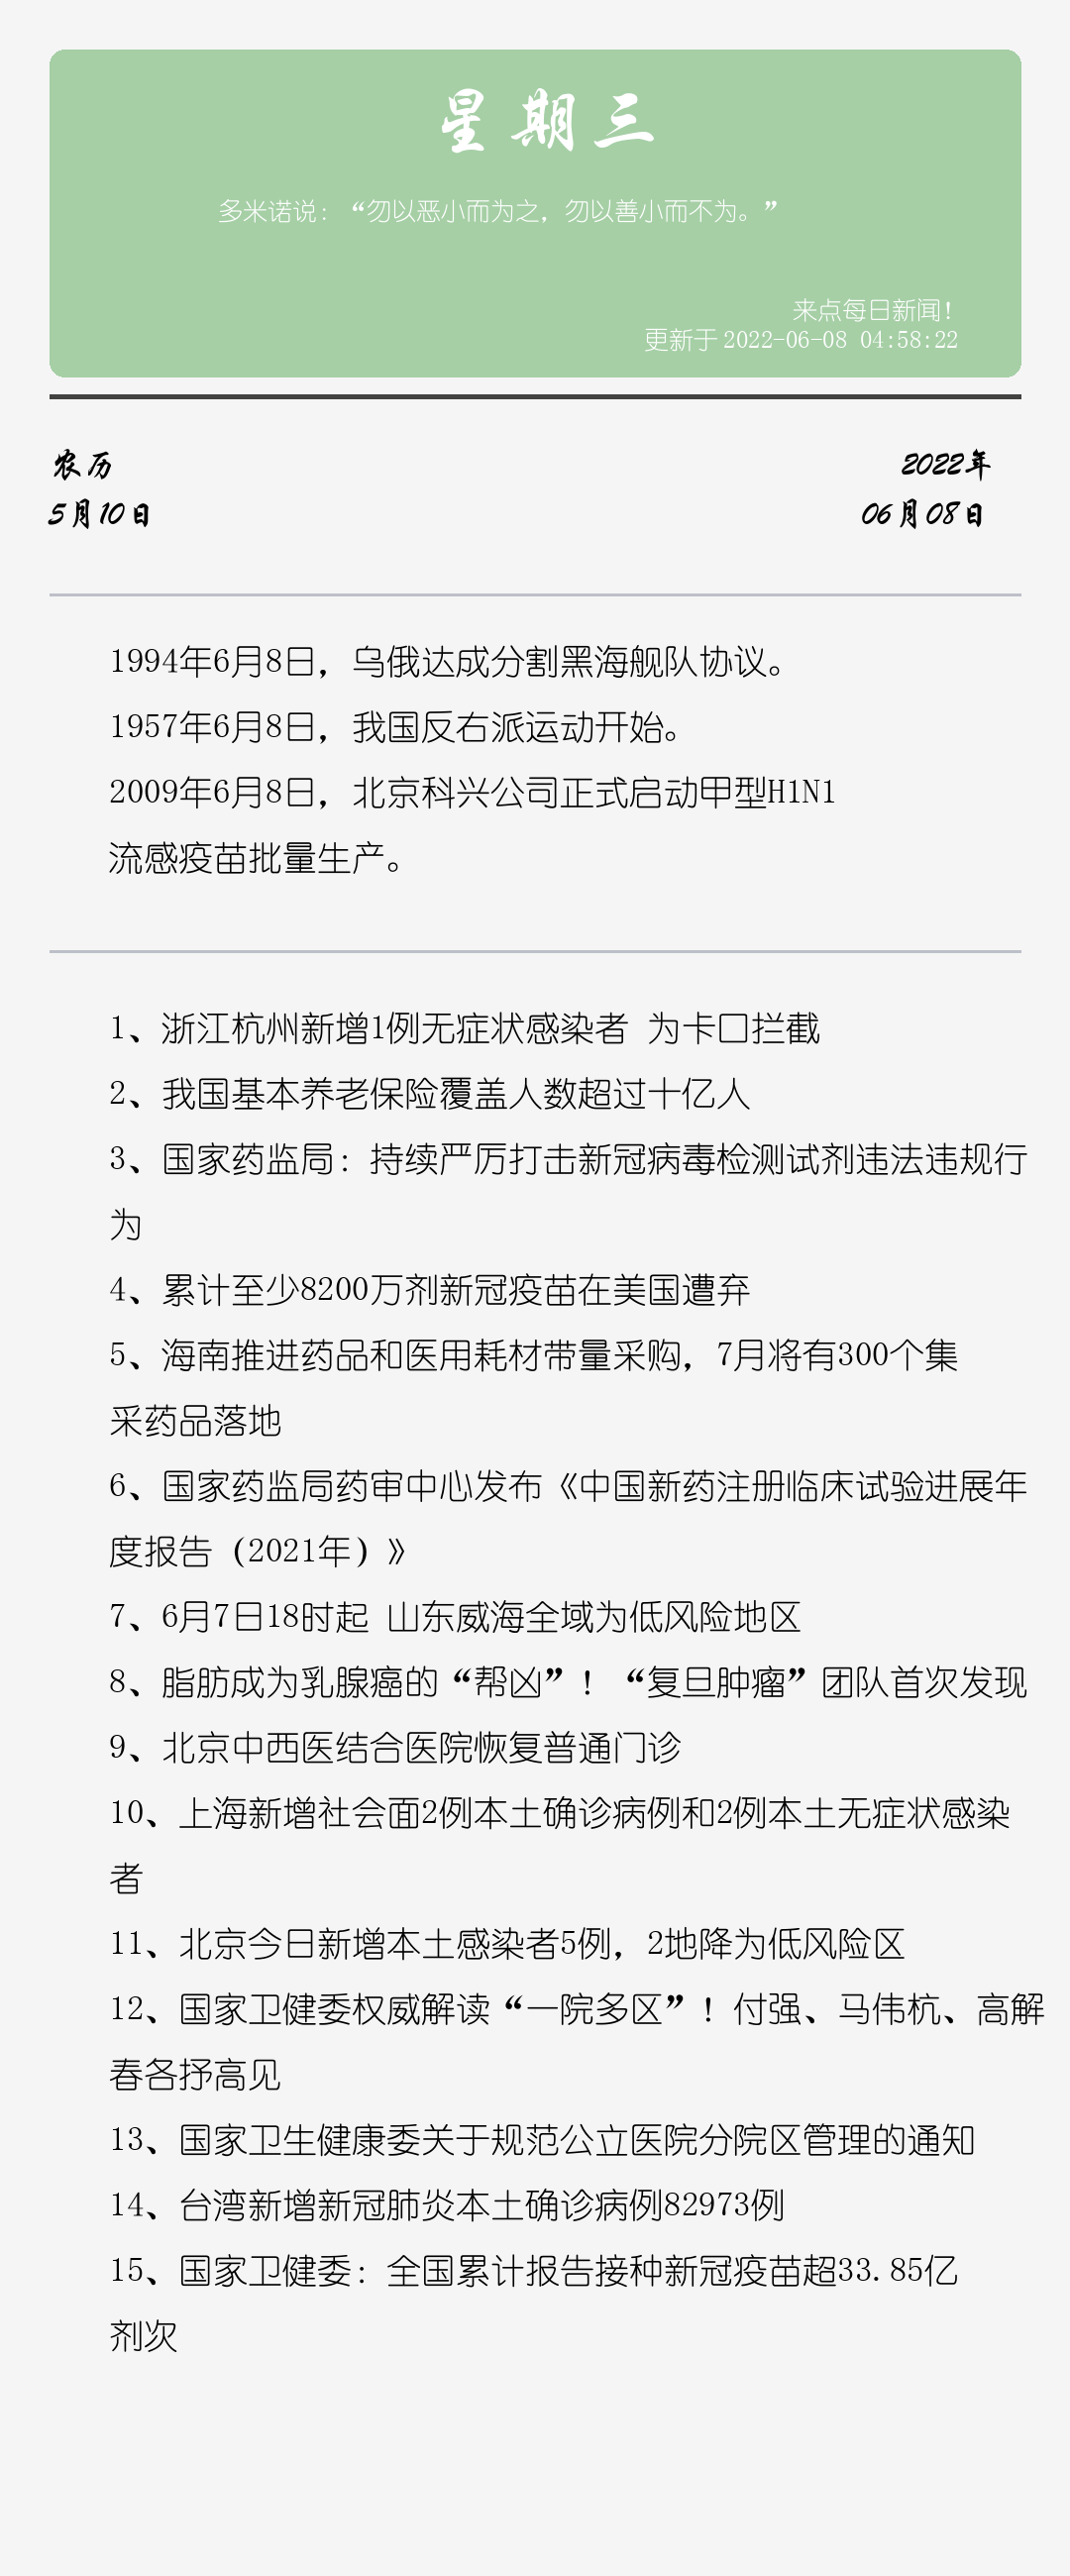 星期三
多米诺说：“勿以恶小而为之，勿以善小而不为。”
来点每日新闻！
更新于 2022-06-08 04:58:22
农历
2022年
5月10日
06月08日
1994年6月8日，乌俄达成分割黑海舰队协议。
1957年6月8日，我国反右派运动开始。
2009年6月8日，北京科兴公司正式启动甲型H1N1
流感疫苗批量生产。
1、浙江杭州新增1例无症状感染者 为卡口拦截
2、我国基本养老保险覆盖人数超过十亿人
3、国家药监局：持续严厉打击新冠病毒检测试剂违法违规行
为
4、累计至少8200万剂新冠疫苗在美国遭弃
5、海南推进药品和医用耗材带量采购，7月将有300个集
采药品落地
6、国家药监局药审中心发布《中国新药注册临床试验进展年
度报告（2021年）》
7、6月7日18时起 山东威海全域为低风险地区
8、脂肪成为乳腺癌的“帮凶”！“复旦肿瘤”团队首次发现
9、北京中西医结合医院恢复普通门诊
10、上海新增社会面2例本土确诊病例和2例本土无症状感染
者
11、北京今日新增本土感染者5例，2地降为低风险区
12、国家卫健委权威解读“一院多区”！付强、马伟杭、高解
春各抒高见
13、国家卫生健康委关于规范公立医院分院区管理的通知
14、台湾新增新冠肺炎本土确诊病例82973例
15、国家卫健委：全国累计报告接种新冠疫苗超33.85亿
剂次